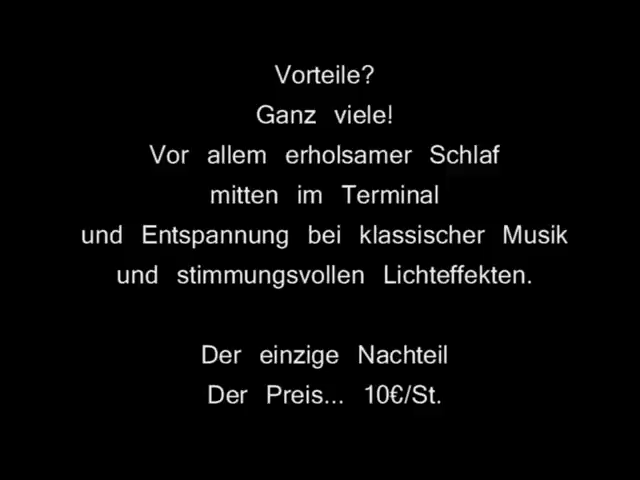 Vorteile?
Ganz viele!
Vor allem erholsamer Schlaf
mitten im Terminal
und Entspannung bei klassischer Musik
und stimmungsvollen Lichteffekten.
Der einzige Nachteil
Der Preis... 10€/St.